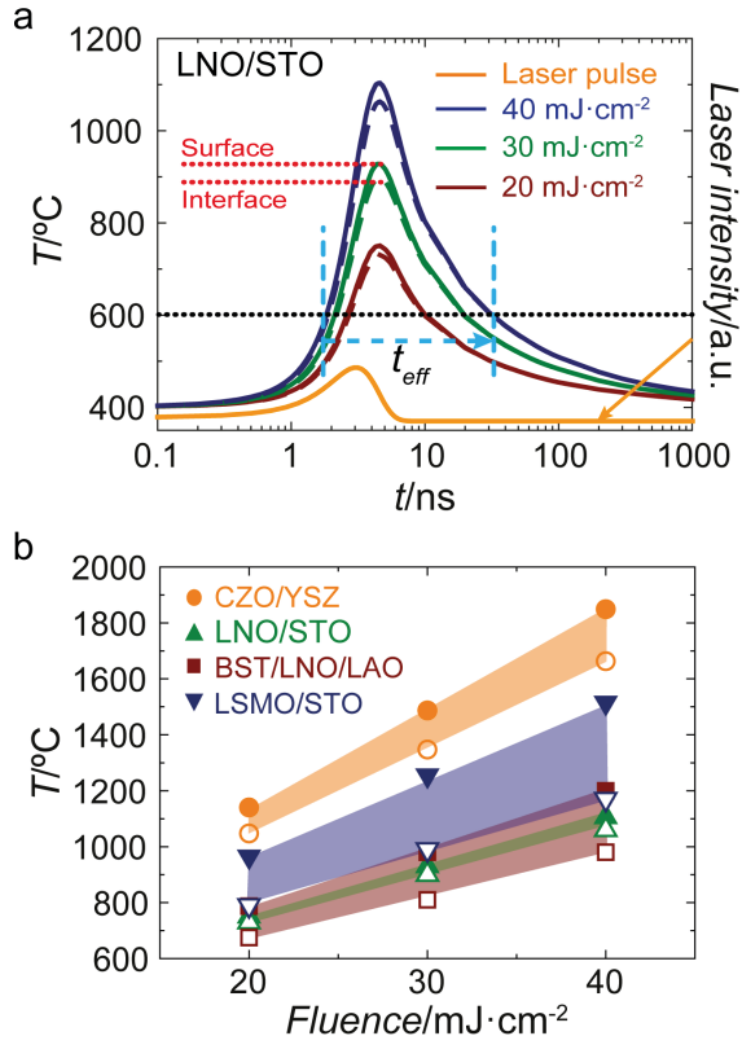 a
LNO/STO
Laser pulse
40 mJ·cm-2
30 mJ·cm-2
20 mJ·cm-2
Surface
Interface
teff
1200
1000
800
600
400
T/ºC
0.1
1
10
100
1000
t/ns
Laser intensity/a.u.
b
CZO/YSZ
LNO/STO
BST/LNO/LAO
LSMO/STO
2000
1800
1600
1400
1200
1000
800
600
T/ºC
20
30
40
Fluence/mJ·cm-2